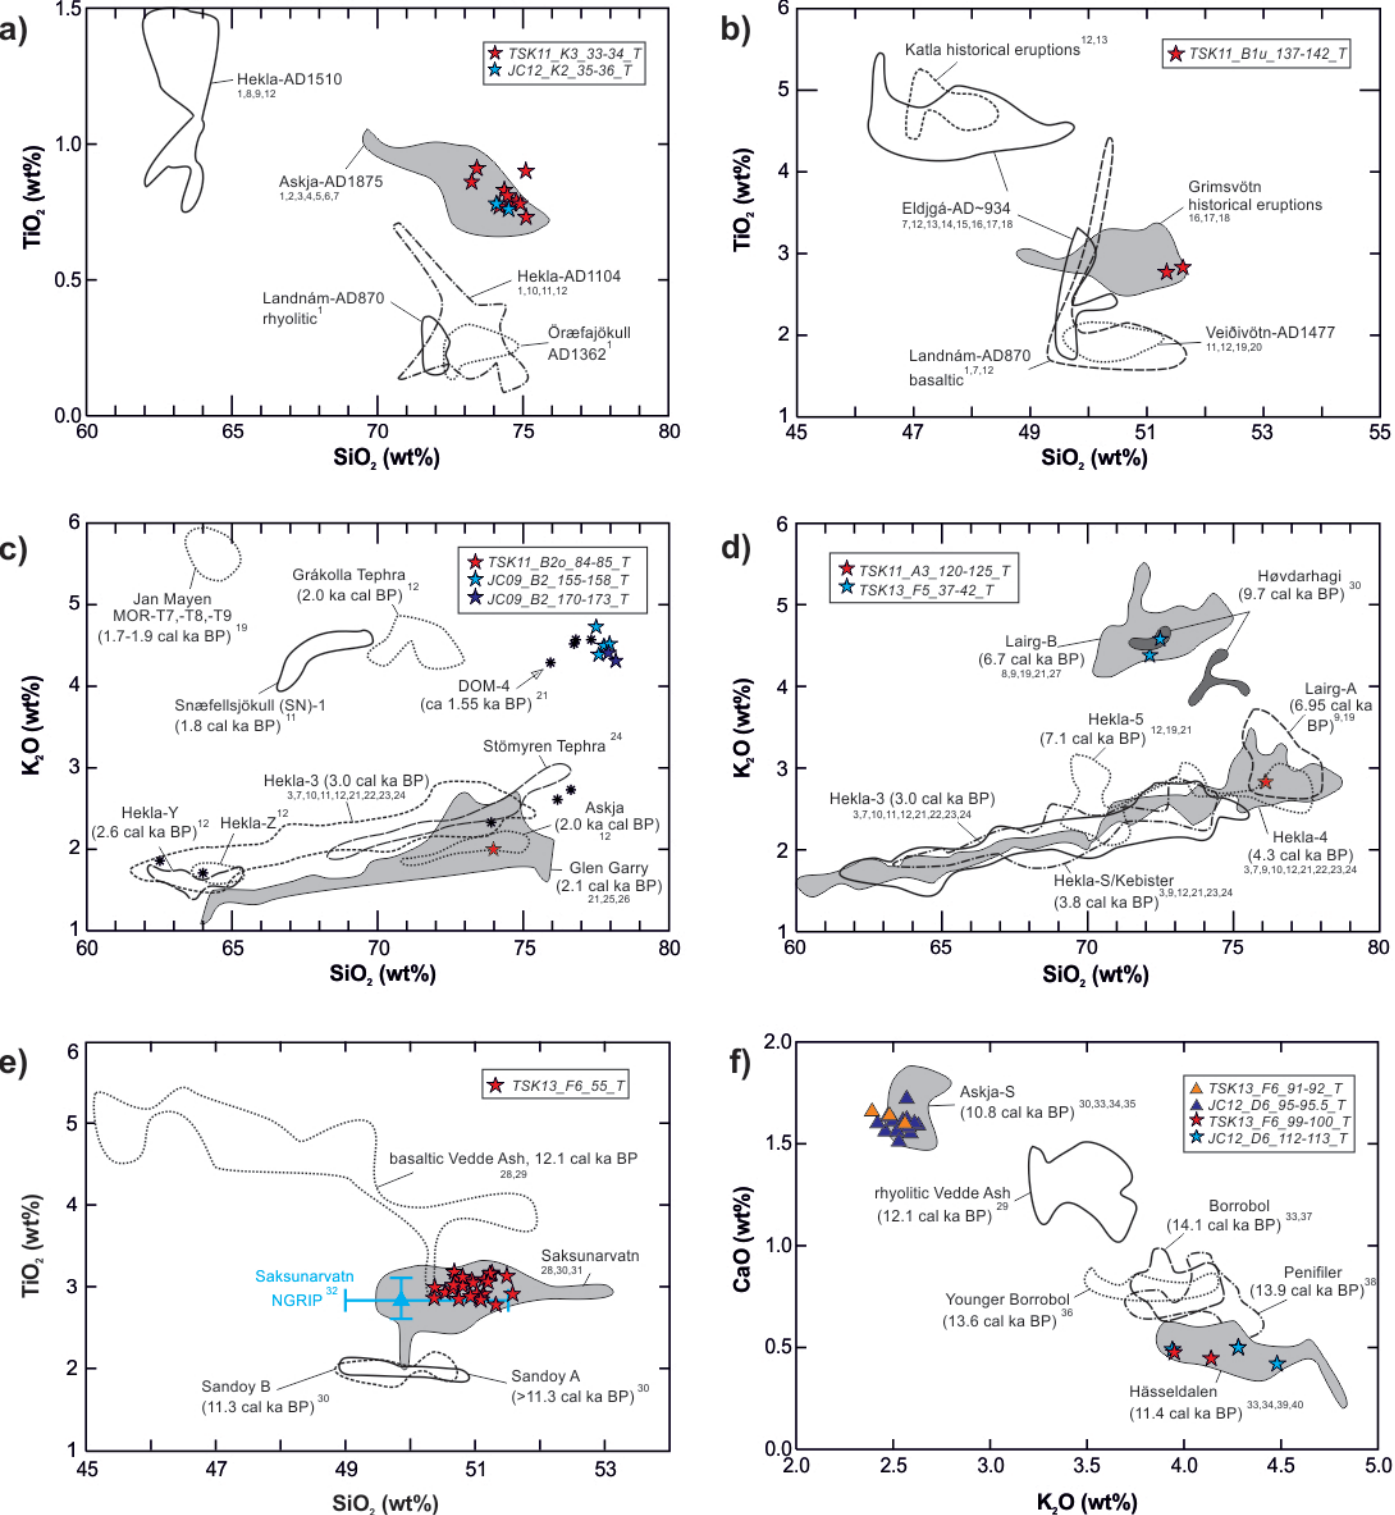 a)
1.5
1.0
0.5
0.0
60
65
70
75
80
TiO2 (wt%)
SiO2 (wt%)
TSK11_K3_33-34_T
JC12_K2_35-36_T
Hekla-AD1510
1,8,9,12
Askja-AD1875
1,2,3,4,5,6,7
Hekla-AD1104
1,10,11,12
Landnám-AD870
rhyolitic 1
Öræfajökull
AD1362 1
b)
6
5
4
3
2
1
45
47
49
51
53
55
TiO2 (wt%)
SiO2 (wt%)
TSK11_B1u_137-142_T
Katla historical eruptions 12,13
Eldjgá-AD~934
7,12,13,14,15,16,17,18
Grimsvötn
historical eruptions
16,17,18
Veiðivötn-AD1477
11,12,19,20
Landnám-AD870
basaltic 1,7,12
c)
6
5
4
3
2
1
60
65
70
75
80
K2O (wt%)
SiO2 (wt%)
TSK11_B2o_84-85_T
JC09_B2_155-158_T
JC09_B2_170-173_T
Jan Mayen
MOR-T7,-T8,-T9
(1.7-1.9 cal ka BP) 19
Grákolla Tephra
(2.0 ka cal BP) 12
Snæfellsjökull (SN)-1
(1.8 cal ka BP) 11
DOM-4
(ca 1.55 ka BP) 21
Stömyren Tephra 24
Hekla-3 (3.0 cal ka BP)
3,7,10,11,12,21,22,23,24
Hekla-Y
(2.6 cal ka BP) 12
Hekla-Z 12
Askja
(2.0 ka cal BP)
12
Glen Garry
(2.1 cal ka BP)
21,25,26
d)
6
5
4
3
2
1
60
65
70
75
80
K2O (wt%)
SiO2 (wt%)
TSK11_A3_120-125_T
TSK13_F5_37-42_T
Høvdarhagi
(9.7 cal ka BP) 30
Lairg-B
(6.7 cal ka BP)
8,9,19,21,27
Lairg-A
(6.95 cal ka
BP) 9,19
Hekla-5
(7.1 cal ka BP) 12,19,21
Hekla-3 (3.0 cal ka BP)
3,7,10,11,12,21,22,23,24
Hekla-4
(4.3 cal ka BP)
3,7,9,10,12,21,22,23,24
Hekla-S/Kebister
(3.8 cal ka BP) 3,9,12,21,23,24
e)
6
5
4
3
2
1
45
47
49
51
53
TiO2 (wt%)
SiO2 (wt%)
TSK13_F6_55_T
basaltic Vedde Ash, 12.1 cal ka BP
28,29
Saksunarvatn
28,30,31
Saksunarvatn
NGRIP 32
Sandoy B
(11.3 cal ka BP) 30
Sandoy A
(>11.3 cal ka BP) 30
f)
2.0
1.5
1.0
0.5
0.0
2.0
2.5
3.0
3.5
4.0
4.5
5.0
CaO (wt%)
K2O (wt%)
TSK13_F6_91-92_T
JC12_D6_95-95.5_T
TSK13_F6_99-100_T
JC12_D6_112-113_T
Askja-S
(10.8 cal ka BP) 30,33,34,35
rhyolitic Vedde Ash
(12.1 cal ka BP) 29
Borrobol
(14.1 cal ka BP) 33,37
Penifiler
(13.9 cal ka BP) 38
Younger Borrobol
(13.6 cal ka BP) 36
Hässeldalen
(11.4 cal ka BP) 33,34,39,40